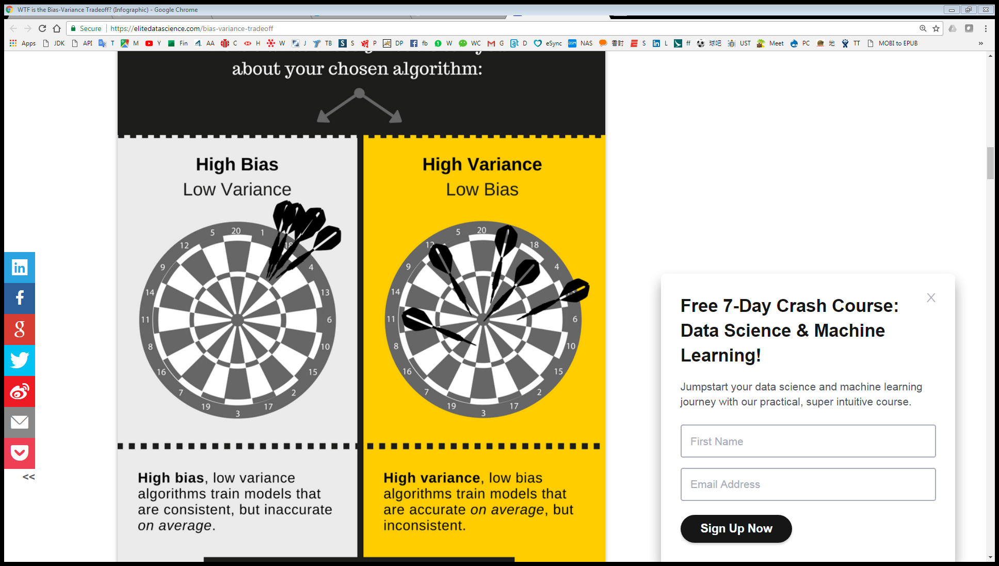 WTF is the Bias-Variance Tradeoff? (Infographic) - Google Chrome
Secure https://elitedatascience.com/bias-variance-tradeoff
Apps JDK API T M Y Fin AA C H W J TB S P DP fb W WC G D eSync NAS S L ff 球吧 UST Meet PC 地 TT MOBI to EPUB »
about your chosen algorithm:
High Bias
Low Variance
20 1 18 4 13 6 10 15 2 17 3 19 7 16 8 11 14 9 12 5
High bias, low variance
algorithms train models that
are consistent, but inaccurate
on average.
High Variance
Low Bias
20 18 4 6 10 15 2 17 3 19 7 16 8 11 14 9 12 5
High variance, low bias
algorithms train models that
are accurate on average, but
inconsistent.
in
f
g
<<
Free 7-Day Crash Course:
Data Science & Machine
Learning!
Jumpstart your data science and machine learning
journey with our practical, super intuitive course.
First Name
Email Address
Sign Up Now